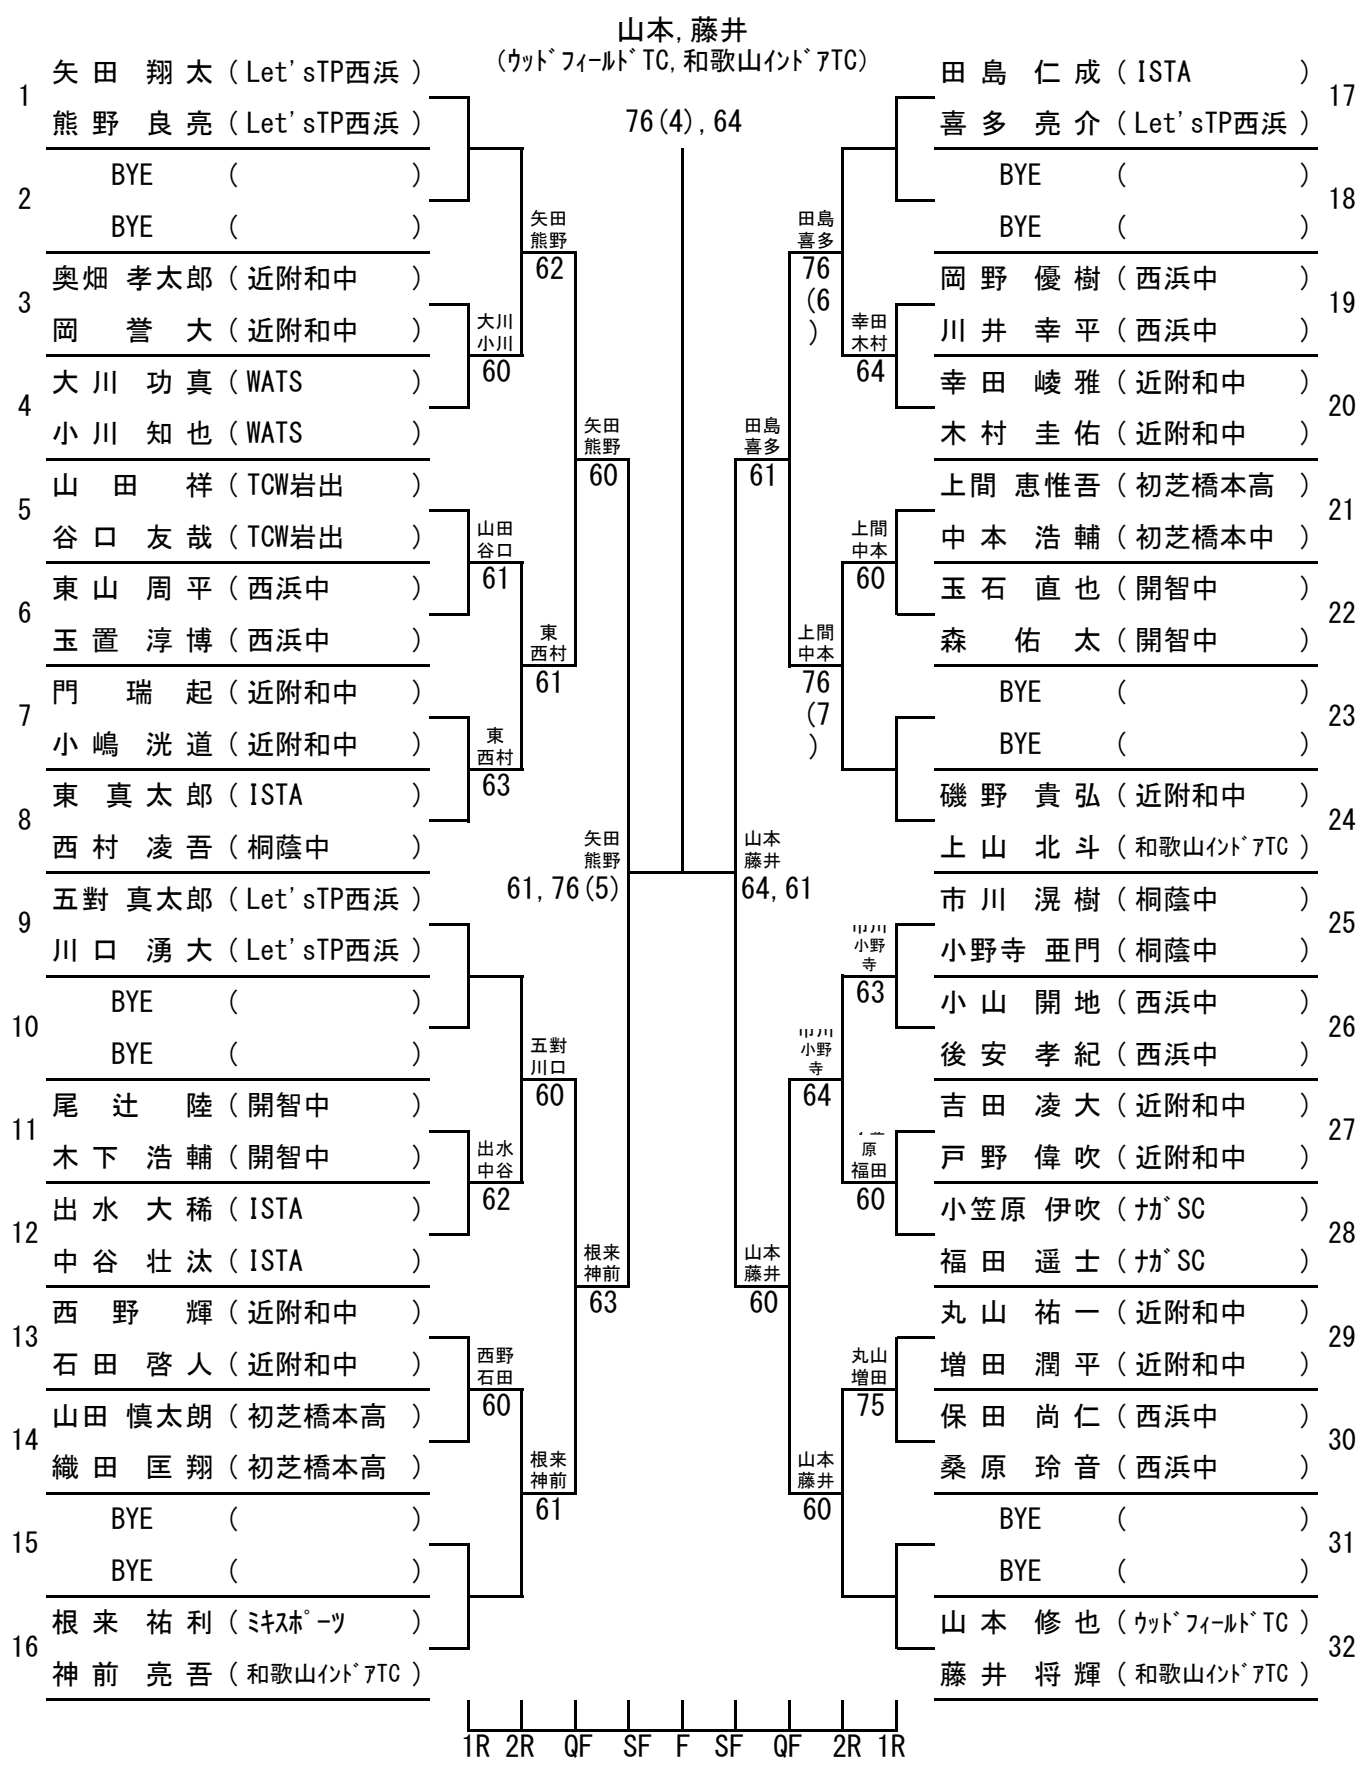 山本, 藤井
(ｳｯﾄﾞﾌｨｰﾙﾄﾞTC, 和歌山ｲﾝﾄﾞｱTC)
76(4), 64
1
矢田 翔太 (Let'sTP西浜)
熊野 良亮 (Let'sTP西浜)
2
BYE ( )
BYE ( )
3
奥畑 孝太郎 (近附和中)
岡 誉大 (近附和中)
4
大川 功真 (WATS)
小川 知也 (WATS)
5
山田 祥 (TCW岩出)
谷口 友哉 (TCW岩出)
6
東山 周平 (西浜中)
玉置 淳博 (西浜中)
7
門 瑞起 (近附和中)
小嶋 洸道 (近附和中)
8
東 真太郎 (ISTA)
西村 凌吾 (桐蔭中)
9
五對 真太郎 (Let'sTP西浜)
川口 湧大 (Let'sTP西浜)
10
BYE ( )
BYE ( )
11
尾辻 陸 (開智中)
木下 浩輔 (開智中)
12
出水 大稀 (ISTA)
中谷 壮汰 (ISTA)
13
西野 輝 (近附和中)
石田 啓人 (近附和中)
14
山田 慎太朗 (初芝橋本高)
織田 匡翔 (初芝橋本高)
15
BYE ( )
BYE ( )
16
根来 祐利 (ﾐｷｽﾎﾟｰﾂ)
神前 亮吾 (和歌山ｲﾝﾄﾞｱTC)
大川
小川
60
山田
谷口
61
東
西村
63
出水
中谷
62
西野
石田
60
矢田
熊野
62
東
西村
61
五對
川口
60
根来
神前
61
矢田
熊野
60
根来
神前
63
矢田
熊野
61, 76(5)
山本
藤井
64, 61
田島
喜多
61
山本
藤井
60
田島
喜多
76
(6
)
上間
中本
76
(7
)
市川
小野
寺
64
山本
藤井
60
幸田
木村
64
上間
中本
60
市川
小野
寺
63
原
福田
60
丸山
増田
75
田島 仁成 (ISTA)
喜多 亮介 (Let'sTP西浜)
17
BYE ( )
BYE ( )
18
岡野 優樹 (西浜中)
川井 幸平 (西浜中)
19
幸田 崚雅 (近附和中)
木村 圭佑 (近附和中)
20
上間 恵惟吾 (初芝橋本高)
中本 浩輔 (初芝橋本中)
21
玉石 直也 (開智中)
森 佑太 (開智中)
22
BYE ( )
BYE ( )
23
磯野 貴弘 (近附和中)
上山 北斗 (和歌山ｲﾝﾄﾞｱTC)
24
市川 滉樹 (桐蔭中)
小野寺 亜門 (桐蔭中)
25
小山 開地 (西浜中)
後安 孝紀 (西浜中)
26
吉田 凌大 (近附和中)
戸野 偉吹 (近附和中)
27
小笠原 伊吹 (ﾅｶﾞSC)
福田 遥士 (ﾅｶﾞSC)
28
丸山 祐一 (近附和中)
増田 潤平 (近附和中)
29
保田 尚仁 (西浜中)
桑原 玲音 (西浜中)
30
BYE ( )
BYE ( )
31
山本 修也 (ｳｯﾄﾞﾌｨｰﾙﾄﾞTC)
藤井 将輝 (和歌山ｲﾝﾄﾞｱTC)
32
1R 2R QF SF F SF QF 2R 1R